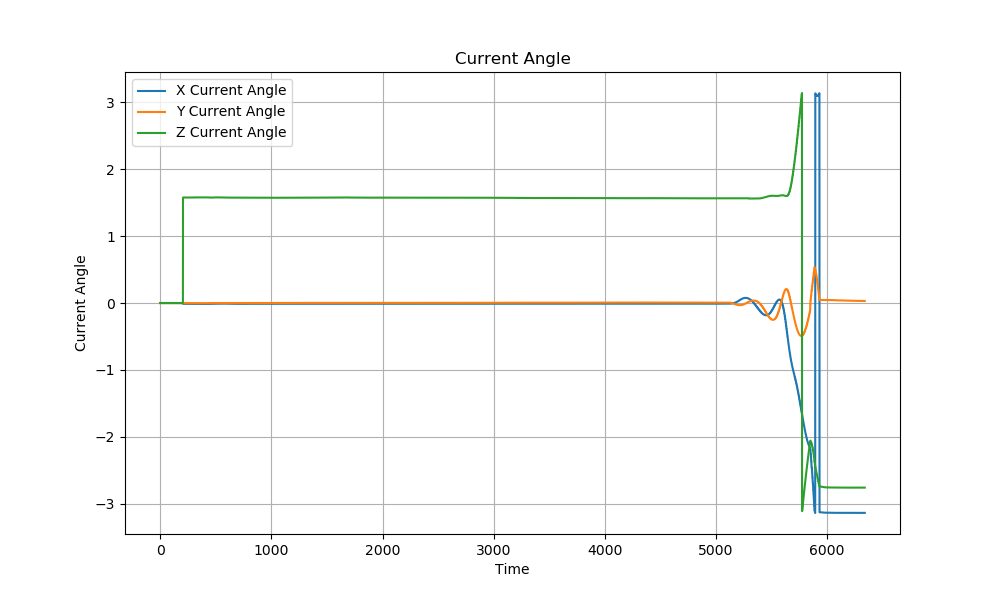 Current Angle
X Current Angle
Y Current Angle
Z Current Angle
3
2
1
0
−1
−2
−3
Current Angle
0 1000 2000 3000 4000 5000 6000
Time